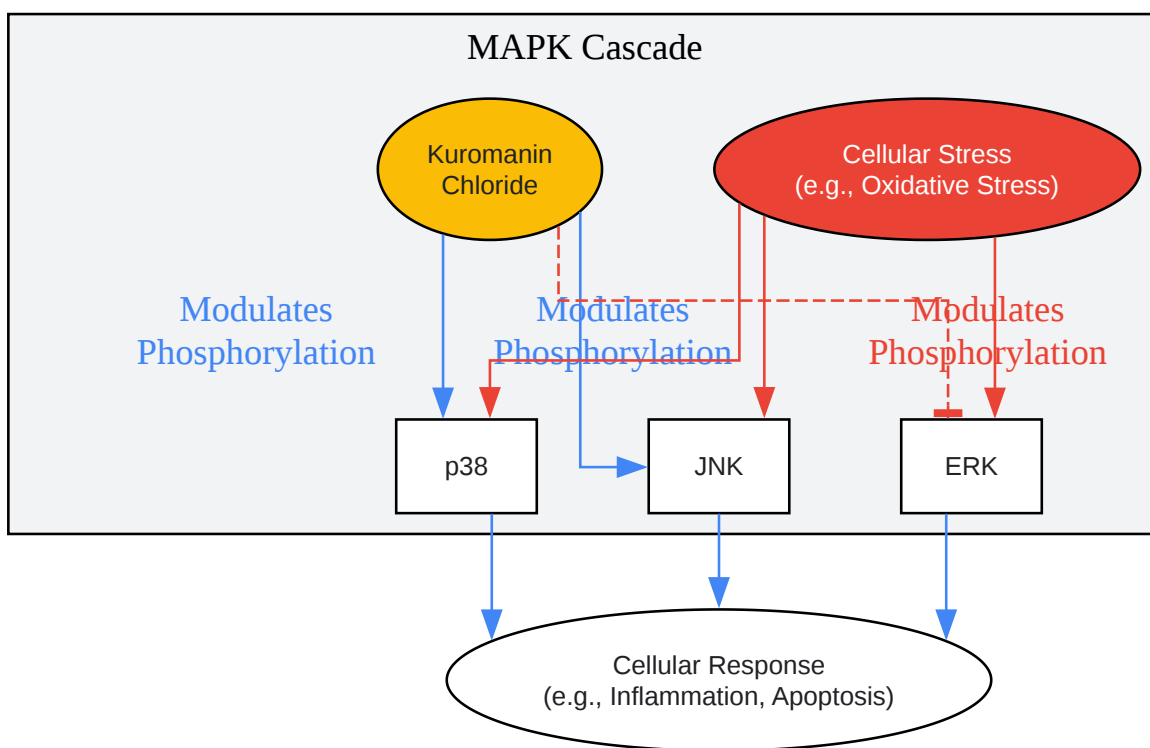 MAPK Cascade
Kuromanin
Chloride
Cellular Stress
(e.g., Oxidative Stress)
Modulates
Phosphorylation
Modulates
Phosphorylation
Modulates
Phosphorylation
p38
JNK
ERK
Cellular Response
(e.g., Inflammation, Apoptosis)